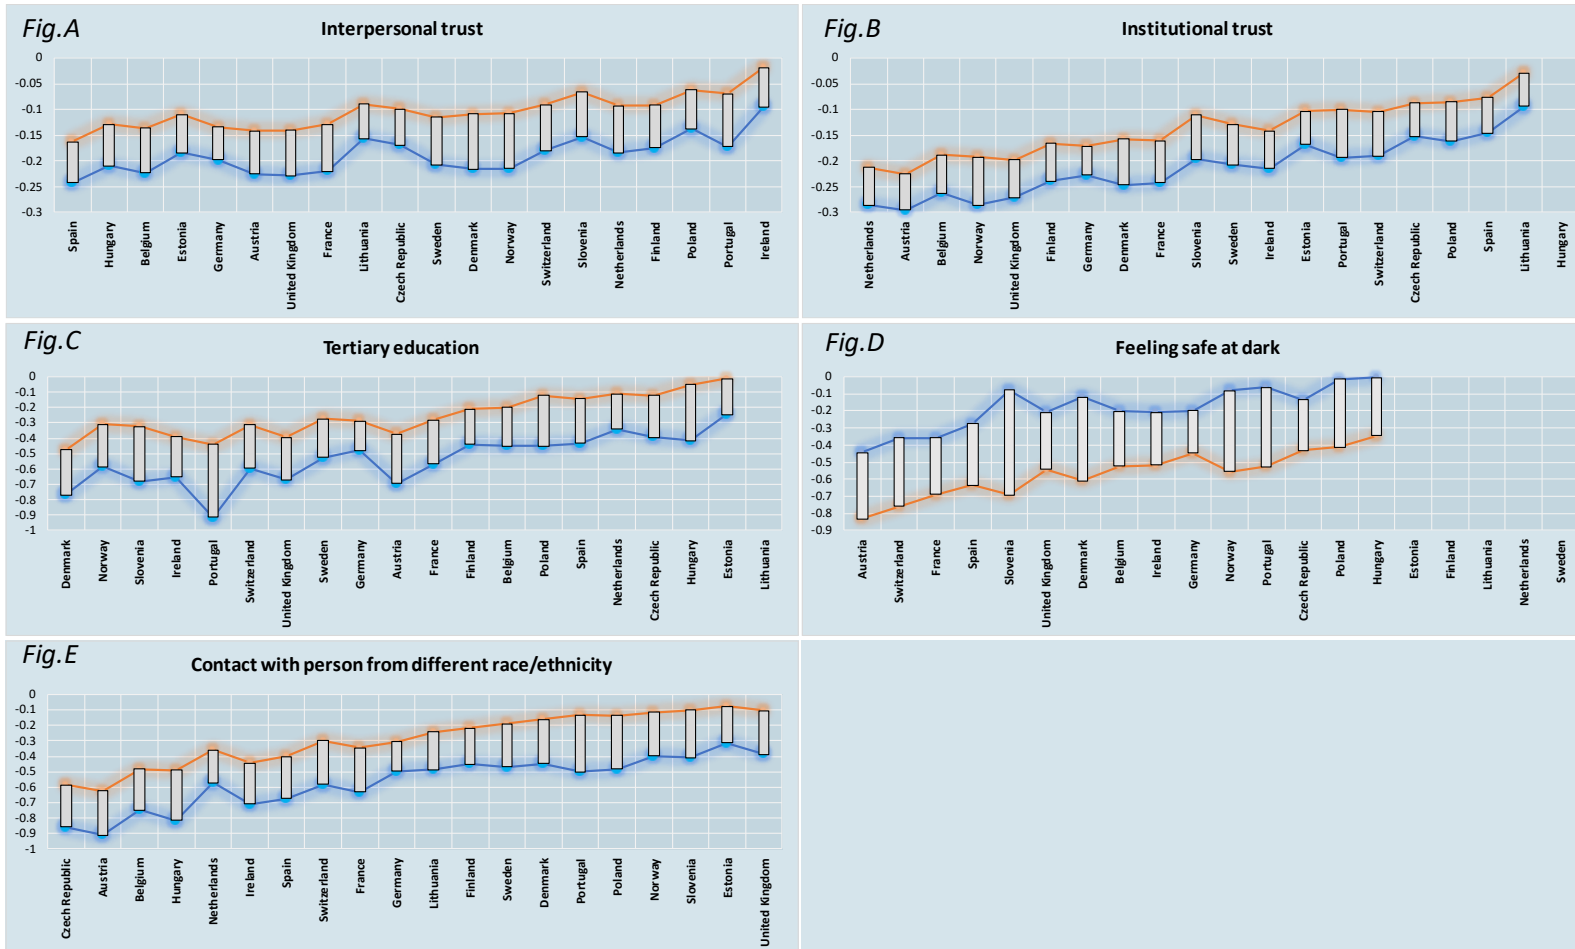 Fig.A
Interpersonal trust
0
-0.05
-0.1
-0.15
-0.2
-0.25
-0.3
Spain
Hungary
Belgium
Estonia
Germany
Austria
United Kingdom
France
Lithuania
Czech Republic
Sweden
Denmark
Norway
Switzerland
Slovenia
Netherlands
Finland
Poland
Portugal
Ireland
Fig.B
Institutional trust
0
-0.05
-0.1
-0.15
-0.2
-0.25
-0.3
Netherlands
Austria
Belgium
Norway
United Kingdom
Finland
Germany
Denmark
France
Slovenia
Sweden
Ireland
Estonia
Portugal
Switzerland
Czech Republic
Poland
Spain
Lithuania
Hungary
Fig.C
Tertiary education
0
-0.1
-0.2
-0.3
-0.4
-0.5
-0.6
-0.7
-0.8
-0.9
-1
Denmark
Norway
Slovenia
Ireland
Portugal
Switzerland
United Kingdom
Sweden
Germany
Austria
France
Finland
Belgium
Poland
Spain
Netherlands
Czech Republic
Hungary
Estonia
Lithuania
Fig.D
Feeling safe at dark
0
-0.1
-0.2
-0.3
-0.4
-0.5
-0.6
-0.7
-0.8
-0.9
Austria
Switzerland
France
Spain
Slovenia
United Kingdom
Denmark
Belgium
Ireland
Germany
Norway
Portugal
Czech Republic
Poland
Hungary
Estonia
Finland
Lithuania
Netherlands
Sweden
Fig.E
Contact with person from different race/ethnicity
0
-0.1
-0.2
-0.3
-0.4
-0.5
-0.6
-0.7
-0.8
-0.9
-1
Czech Republic
Austria
Belgium
Hungary
Netherlands
Ireland
Spain
Switzerland
France
Germany
Lithuania
Finland
Sweden
Denmark
Portugal
Poland
Norway
Slovenia
Estonia
United Kingdom